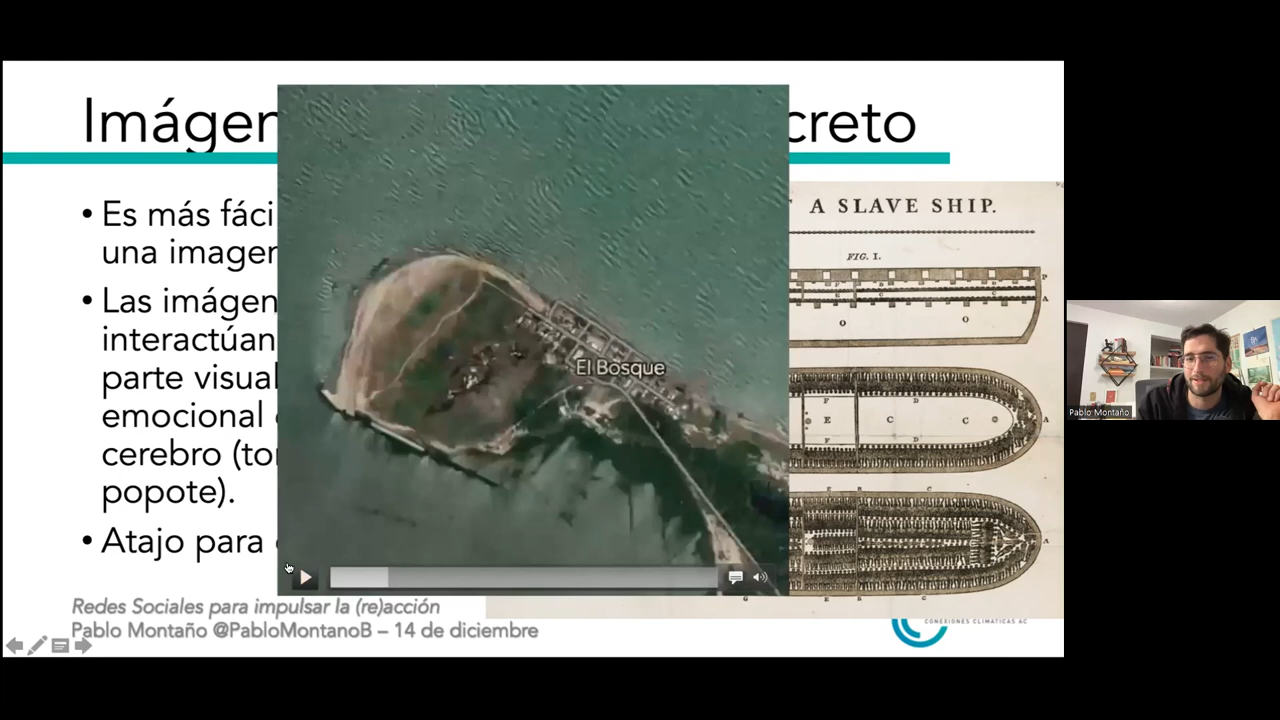 Imágen
creto
• Es más fáci
una imagen
• Las imágen
interactúan
parte visual
emocional
cerebro (tor
popote).
• Atajo para
El Bosque
A SLAVE SHIP.
FIG. I.
Redes Sociales para impulsar la (re)acción
Pablo Montaño @PabloMontanoB – 14 de diciembre
CONEXIONES CLIMÁTICAS AC
Pablo Montaño